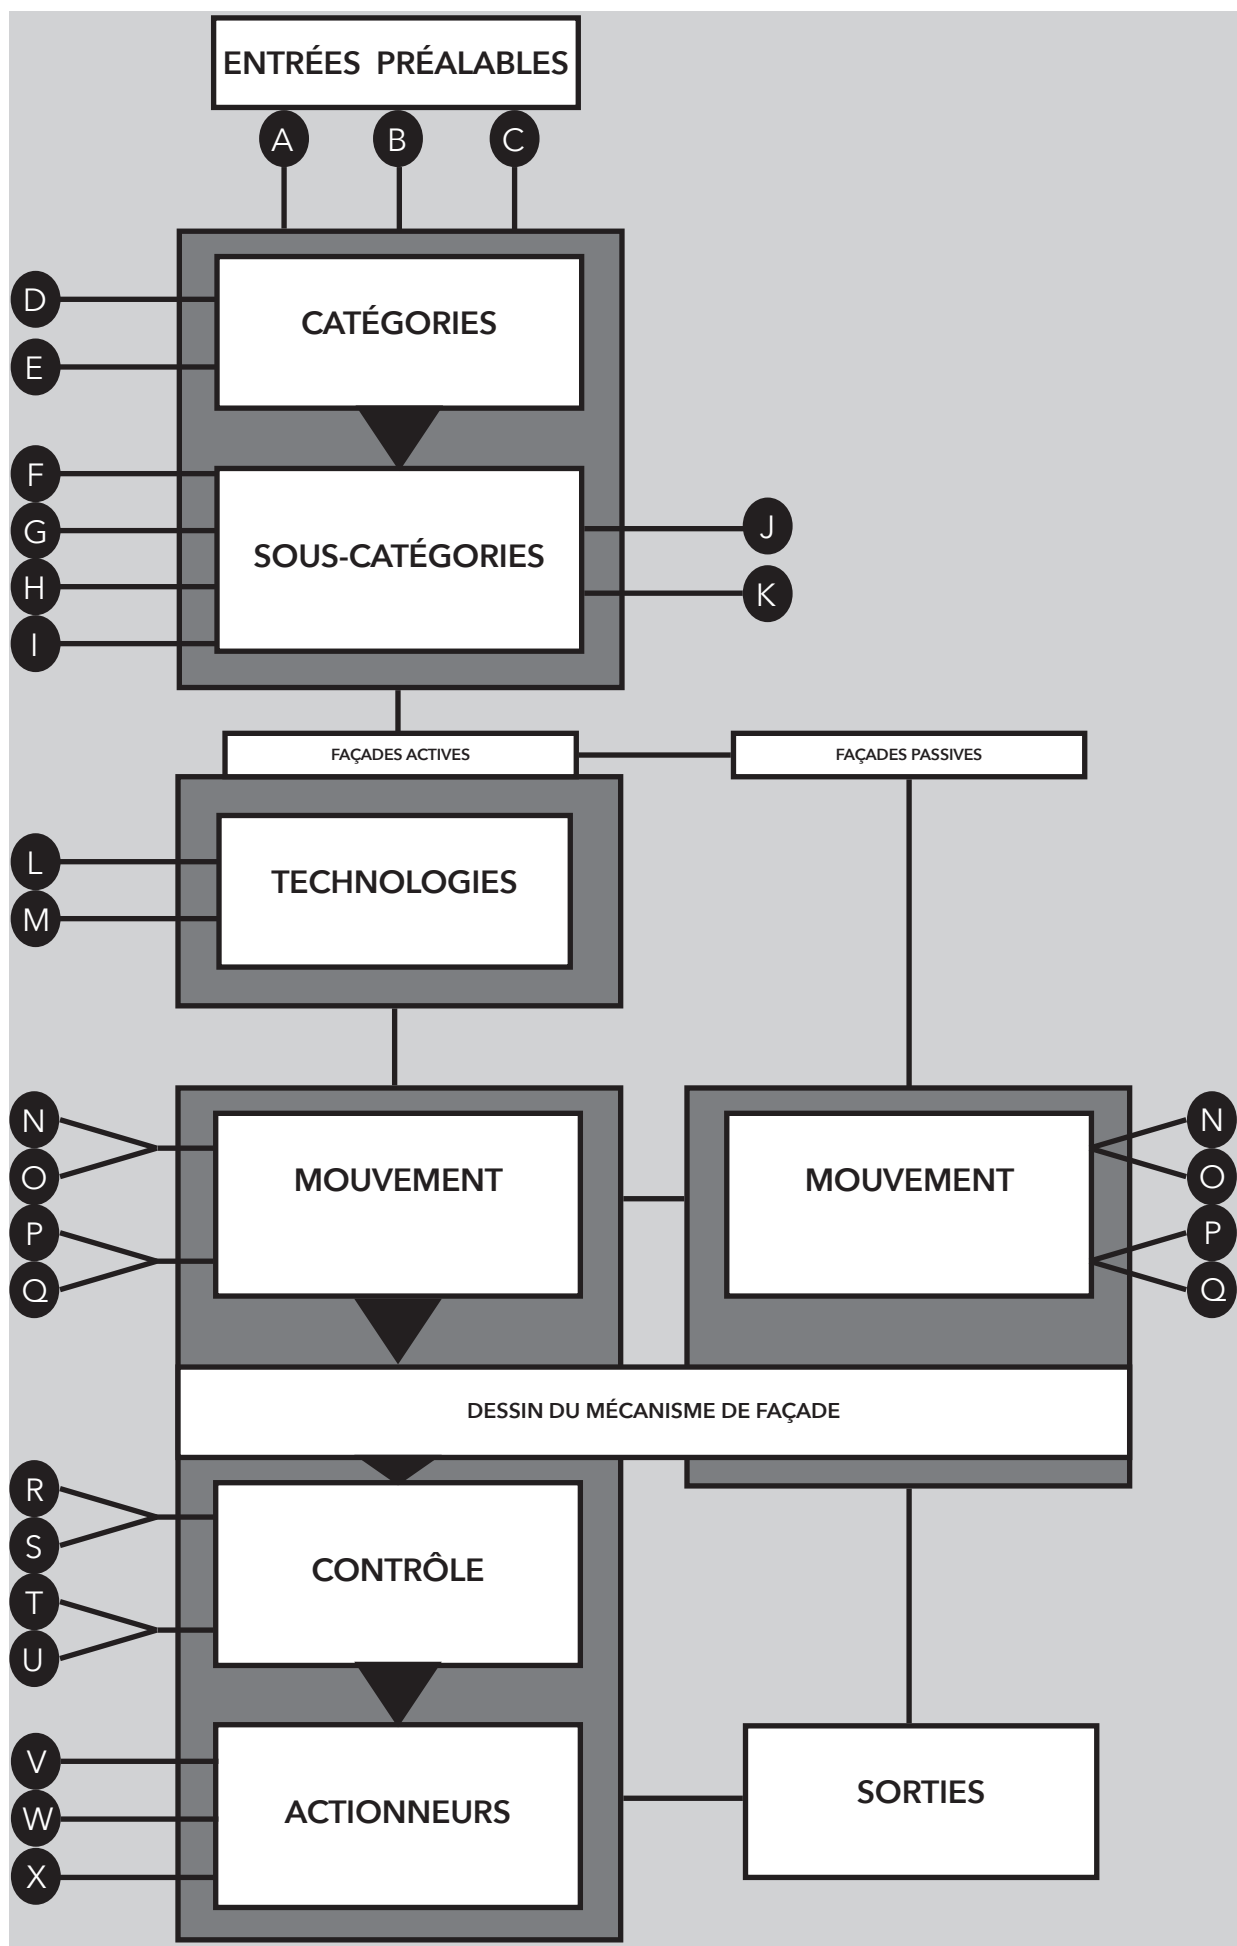 ENTRÉES PRÉALABLES
A B C
D
CATÉGORIES
E
F
G
H
I
SOUS-CATÉGORIES
J
K
FAÇADES ACTIVES
FAÇADES PASSIVES
L
M
TECHNOLOGIES
N
O
P
Q
MOUVEMENT
MOUVEMENT
N
O
P
Q
DESSIN DU MÉCANISME DE FAÇADE
R
S
T
U
CONTRÔLE
V
W
X
ACTIONNEURS
SORTIES